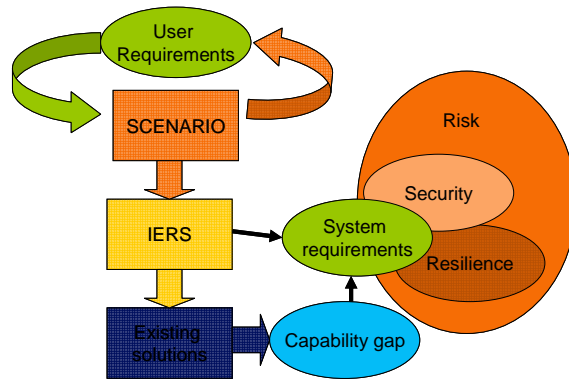 User
Requirements
SCENARIO
Risk
Security
IERS
System
requirements
Resilience
Existing
solutions
Capability gap